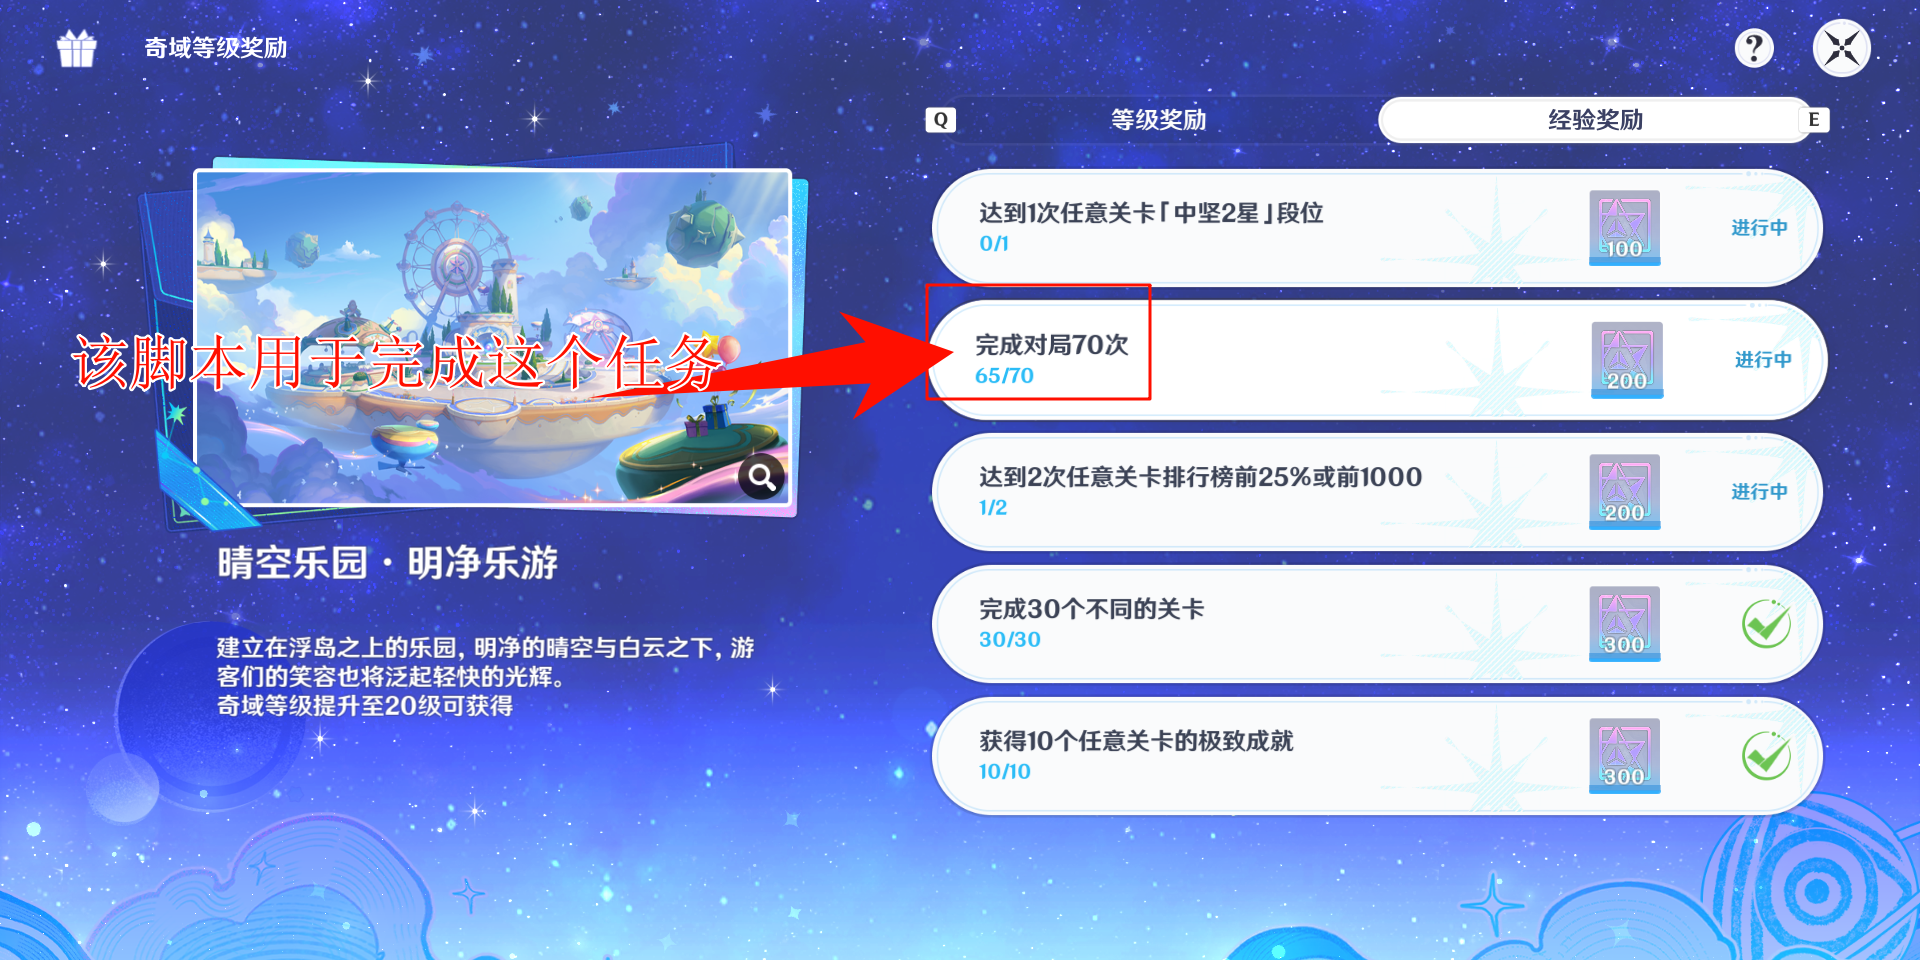 奇域等级奖励
?
Q
等级奖励
经验奖励
E
达到1次任意关卡「中坚2星」段位
0/1
100
进行中
该脚本用于完成这个任务
完成对局70次
65/70
200
进行中
达到2次任意关卡排行榜前25%或前1000
1/2
200
进行中
完成30个不同的关卡
30/30
300
获得10个任意关卡的极致成就
10/10
300
晴空乐园·明净乐游
建立在浮岛之上的乐园,明净的晴空与白云之下,游
客们的笑容也将泛起轻快的光辉。
奇域等级提升至20级可获得